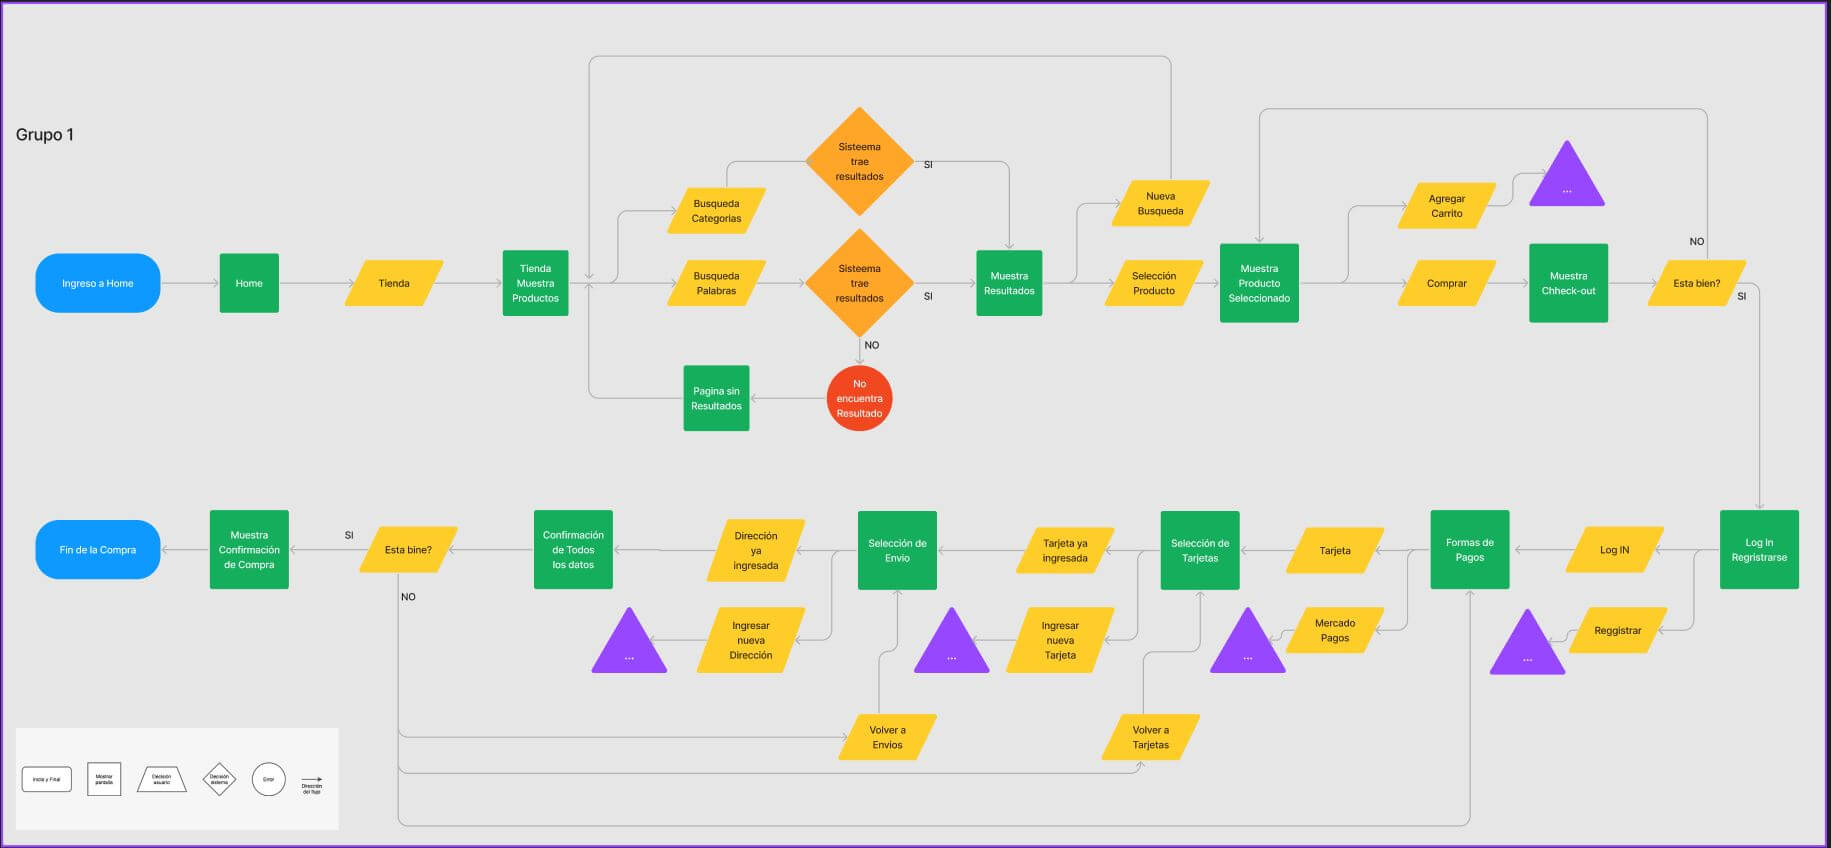 Grupo 1
Sisteema
trae
resultados
SI
Busqueda
Categorias
Nueva
Busqueda
Agregar
Carrito
...
NO
Ingreso a Home
Home
Tienda
Tienda
Muestra
Productos
Busqueda
Palabras
Sisteema
trae
resultados
SI
NO
Muestra
Resultados
Selección
Producto
Muestra
Producto
Seleccionado
Comprar
Muestra
Chheck-out
Esta bien?
SI
Pagina sin
Resultados
No
encuentra
Resultado
Fin de la Compra
Muestra
Confirmación
de Compra
SI
Esta bine?
NO
Confirmación
de Todos
los datos
Dirección
ya
ingresada
Selección de
Envio
Tarjeta ya
ingresada
Selección de
Tarjetas
Tarjeta
Formas de
Pagos
Log IN
Log In
Regristrarse
...
Ingresar
nueva
Dirección
...
Ingresar
nueva
Tarjeta
...
Mercado
Pagos
...
Reggistrar
Volver a
Envios
Volver a
Tarjetas
Inicio y Final
Mostrar
pantalla
Decisión
usuario
Decisión
sistema
Error
Dirección
del flujo